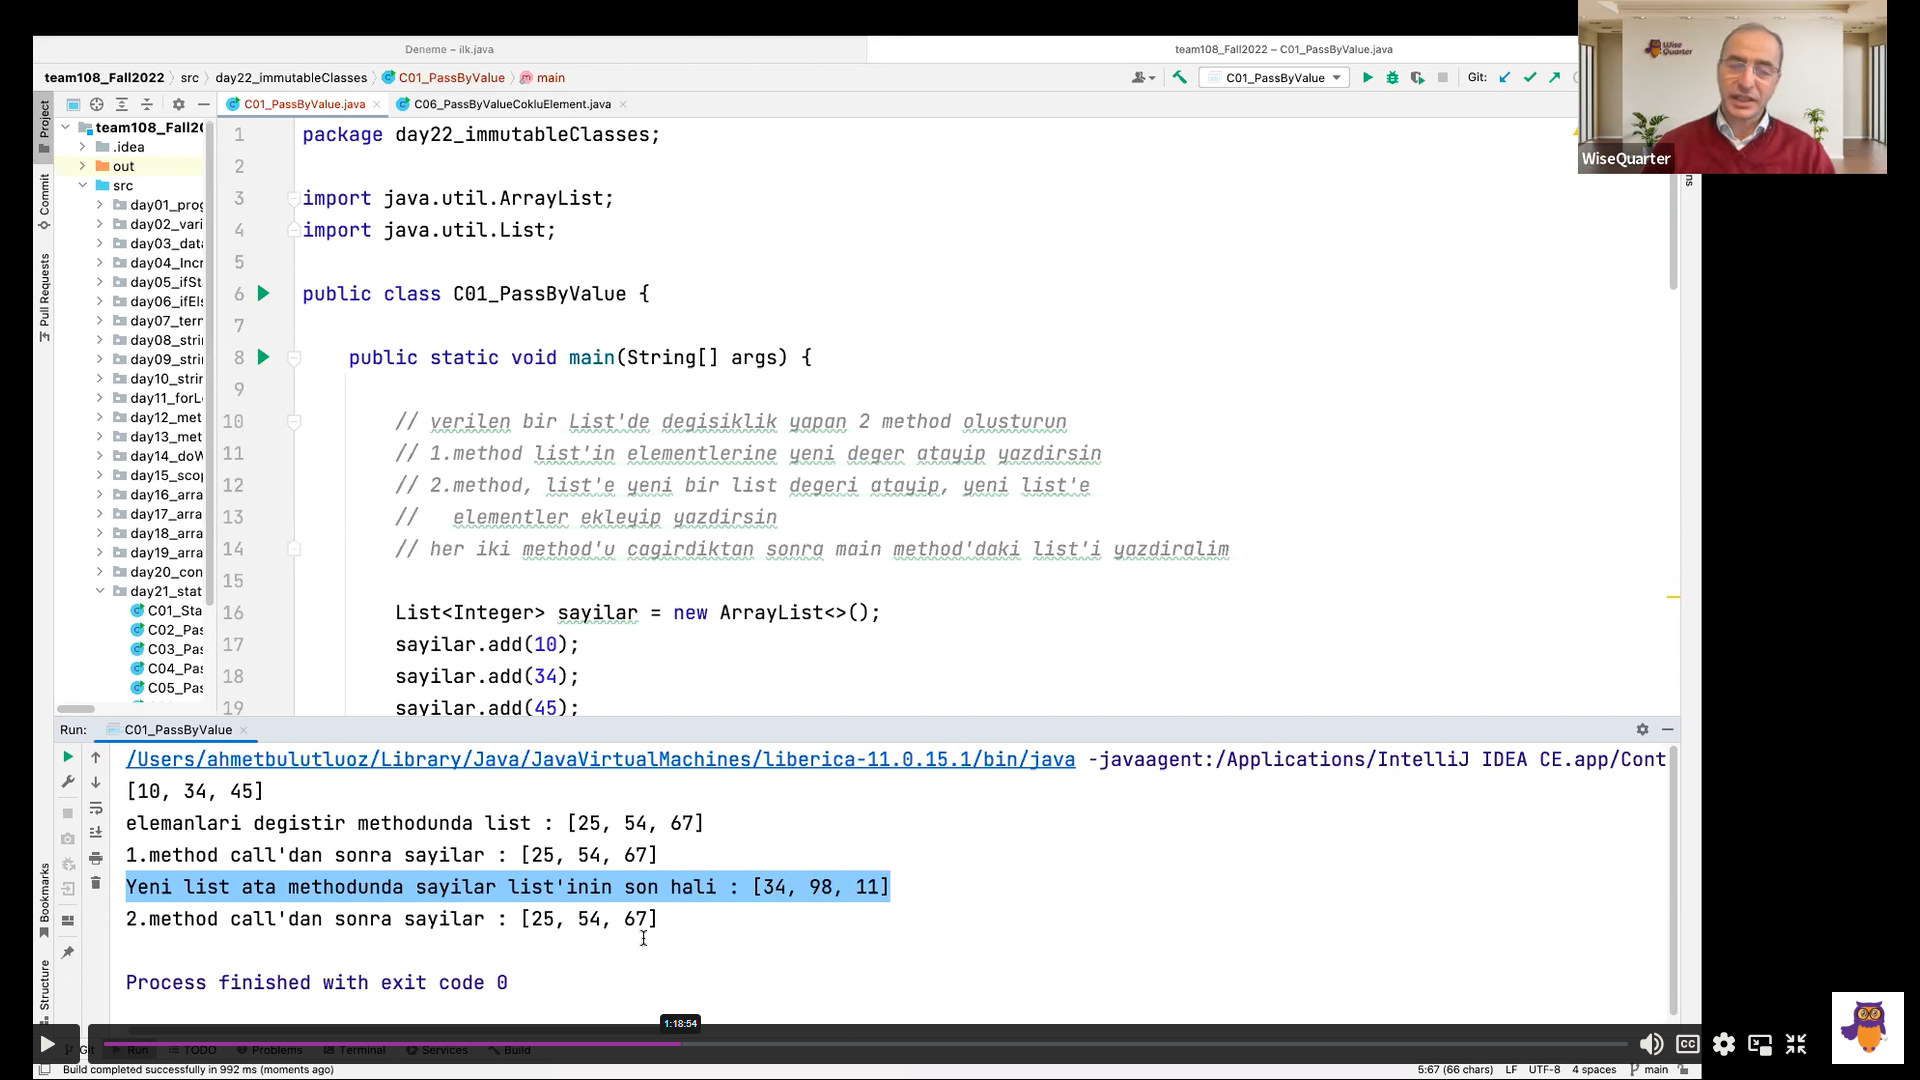 Deneme – ilk.java
team108_Fall2022 – C01_PassByValue.java
team108_Fall2022 src day22_immutableClasses C01_PassByValue main
C01_PassByValue Git:
Project
Commit
Pull Requests
Bookmarks
Structure
C01_PassByValue.java
C06_PassByValueCokluElement.java
team108_Fall20
.idea
out
src
day01_prog
day02_vari
day03_data
day04_Incr
day05_ifSt
day06_ifEls
day07_tern
day08_stri
day09_stri
day10_strin
day11_forL
day12_met
day13_met
day14_doW
day15_scop
day16_arra
day17_arra
day18_arra
day19_arra
day20_con
day21_stat
C01_Sta
C02_Pas
C03_Pas
C04_Pas
C05_Pas
1 package day22_immutableClasses;
2
3 import java.util.ArrayList;
4 import java.util.List;
5
6 public class C01_PassByValue {
7
8 public static void main(String[] args) {
9
10 // verilen bir List'de degisiklik yapan 2 method olusturun
11 // 1.method list'in elementlerine yeni deger atayip yazdirsin
12 // 2.method, list'e yeni bir list degeri atayip, yeni list'e
13 // elementler ekleyip yazdirsin
14 // her iki method'u cagirdiktan sonra main method'daki list'i yazdiralim
15
16 List<Integer> sayilar = new ArrayList<>();
17 sayilar.add(10);
18 sayilar.add(34);
19 sayilar.add(45);
Wise Quarter
WiseQuarter
Run: C01_PassByValue
/Users/ahmetbulutluoz/Library/Java/JavaVirtualMachines/liberica-11.0.15.1/bin/java -javaagent:/Applications/IntelliJ IDEA CE.app/Cont
[10, 34, 45]
elemanlari degistir methodunda list : [25, 54, 67]
1.method call'dan sonra sayilar : [25, 54, 67]
Yeni list ata methodunda sayilar list'inin son hali : [34, 98, 11]
2.method call'dan sonra sayilar : [25, 54, 67]
Process finished with exit code 0
1:18:54
CC
Git Run TODO Problems Terminal Services Build
Build completed successfully in 992 ms (moments ago)
5:67 (66 chars) LF UTF-8 4 spaces main